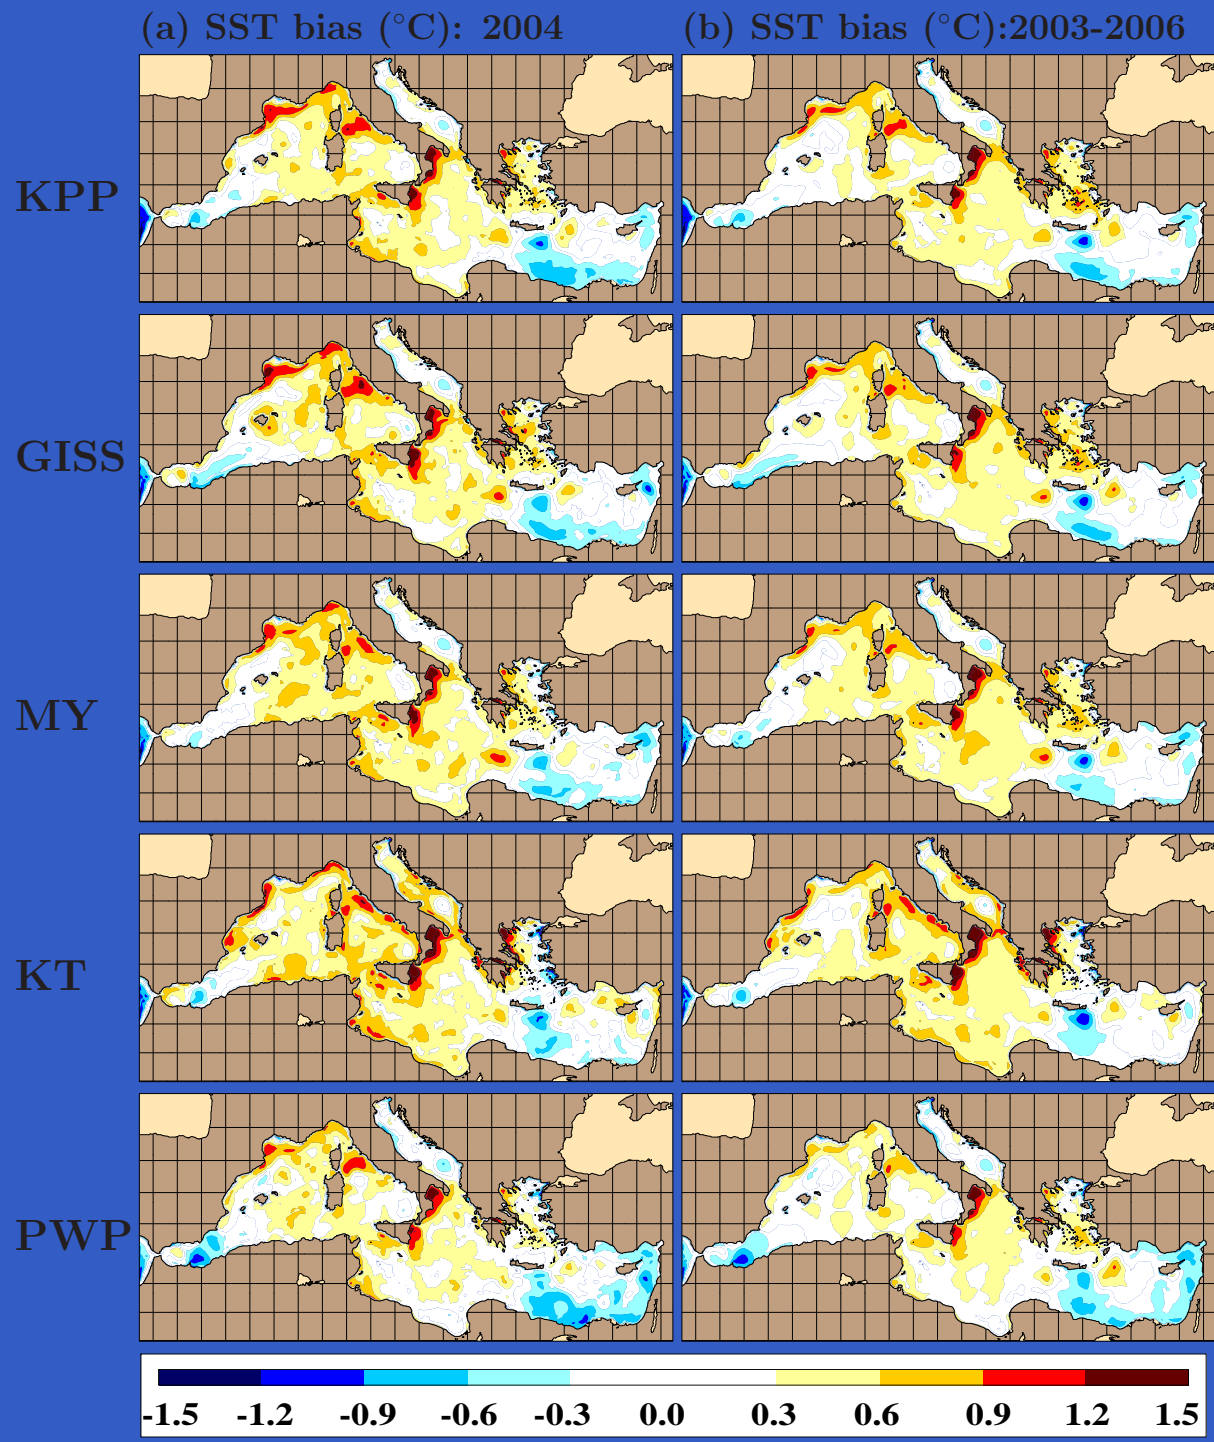 (a) SST bias (°C): 2004
(b) SST bias (°C):2003-2006
KPP
GISS
MY
KT
PWP
-1.5 -1.2 -0.9 -0.6 -0.3 0.0 0.3 0.6 0.9 1.2 1.5